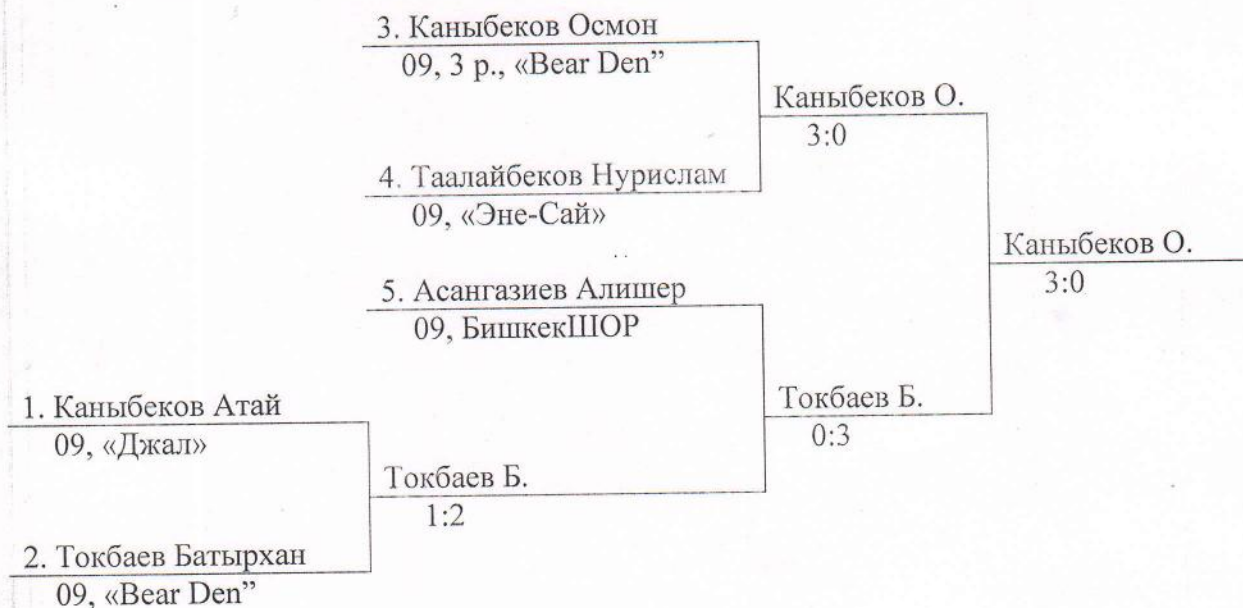 3. Каныбеков Осмон
09, 3 р., «Bear Den”
Каныбеков О.
3:0
4. Таалайбеков Нурислам
09, «Эне-Сай»
Каныбеков О.
3:0
5. Асангазиев Алишер
09, БишкекШОР
Токбаев Б.
0:3
1. Каныбеков Атай
09, «Джал»
Токбаев Б.
1:2
2. Токбаев Батырхан
09, «Bear Den”